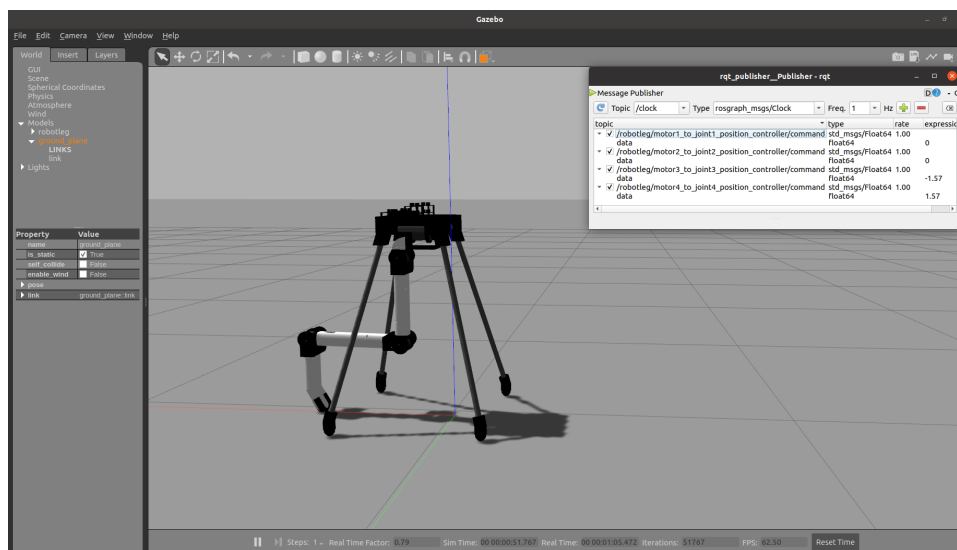 Gazebo
File Edit Camera View Window Help
World Insert Layers
GUI
Scene
Spherical Coordinates
Physics
Atmosphere
Wind
Models
robotleg
ground_plane
LINKS
link
Lights
Property Value
name ground_plane
is_static True
self_collide False
enable_wind False
pose
link ground_plane::link
rqt_publisher__Publisher - rqt
Message Publisher D - C
Topic /clock Type rosgraph_msgs/Clock Freq. 1 Hz
topic type rate expressio
/robotleg/motor1_to_joint1_position_controller/command std_msgs/Float64 1.00
data float64 0
/robotleg/motor2_to_joint2_position_controller/command std_msgs/Float64 1.00
data float64 0
/robotleg/motor3_to_joint3_position_controller/command std_msgs/Float64 1.00
data float64 -1.57
/robotleg/motor4_to_joint4_position_controller/command std_msgs/Float64 1.00
data float64 1.57
Steps: 1 Real Time Factor: 0.79 Sim Time: 00 00:00:51.767 Real Time: 00 00:01:05.472 Iterations: 51767 FPS: 62.50 Reset Time